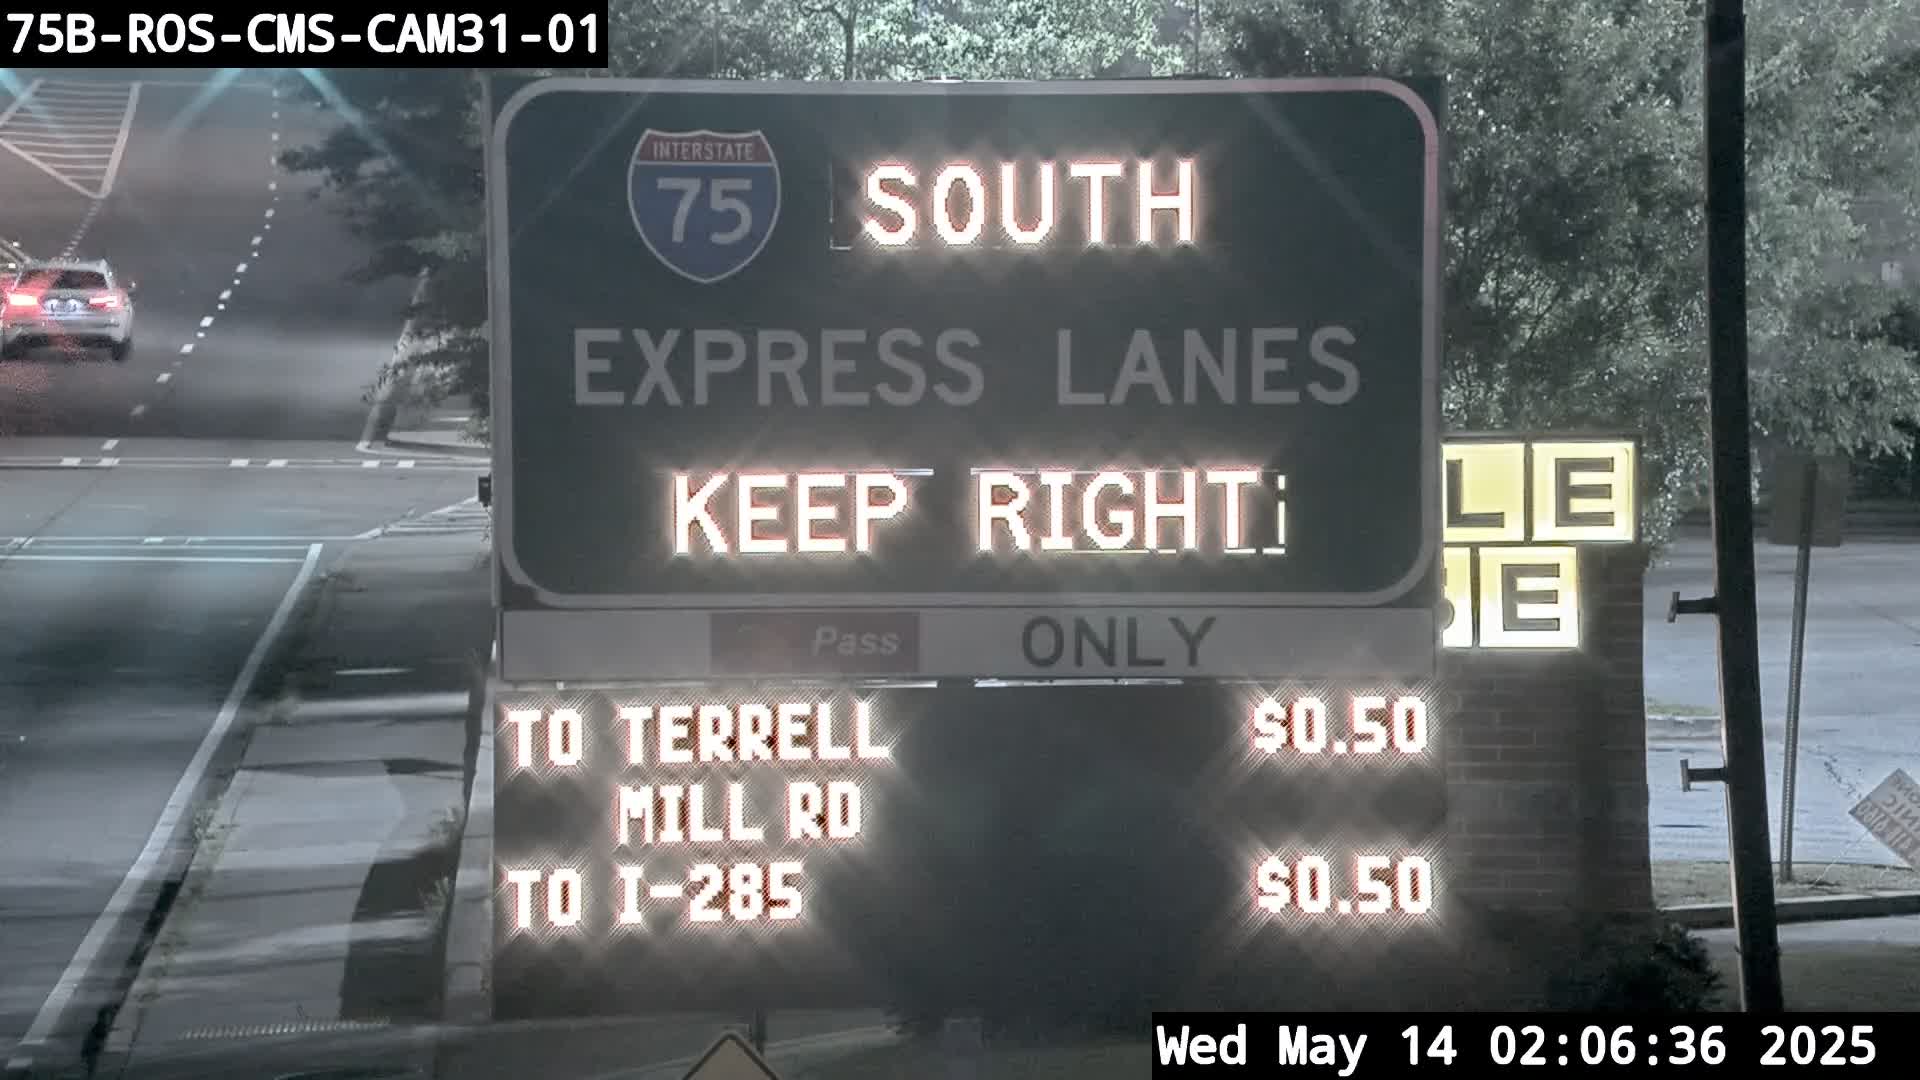 75B-ROS-CMS-CAM31-01
INTERSTATE
75
SOUTH
EXPRESS LANES
KEEP RIGHT
Pass ONLY
TO TERRELL $0.50
MILL RD
TO I-285 $0.50
LE
E
Wed May 14 02:06:36 2025